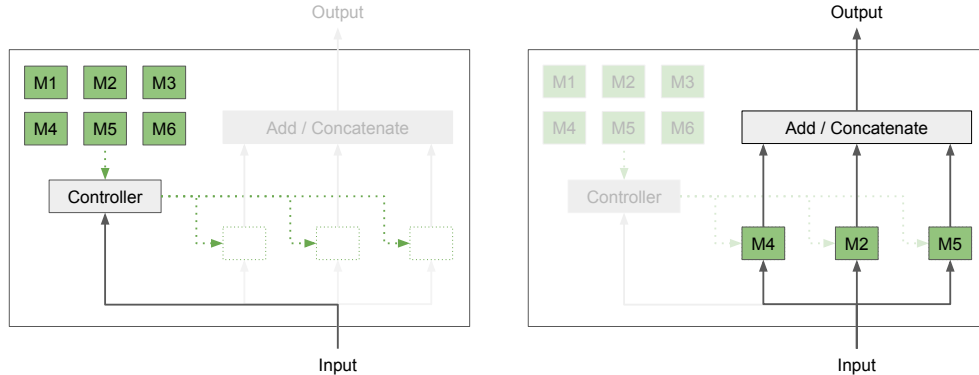 Output
M1 M2 M3
M4 M5 M6
Add / Concatenate
Controller
Input
Output
M1 M2 M3
M4 M5 M6
Add / Concatenate
Controller
M4 M2 M5
Input